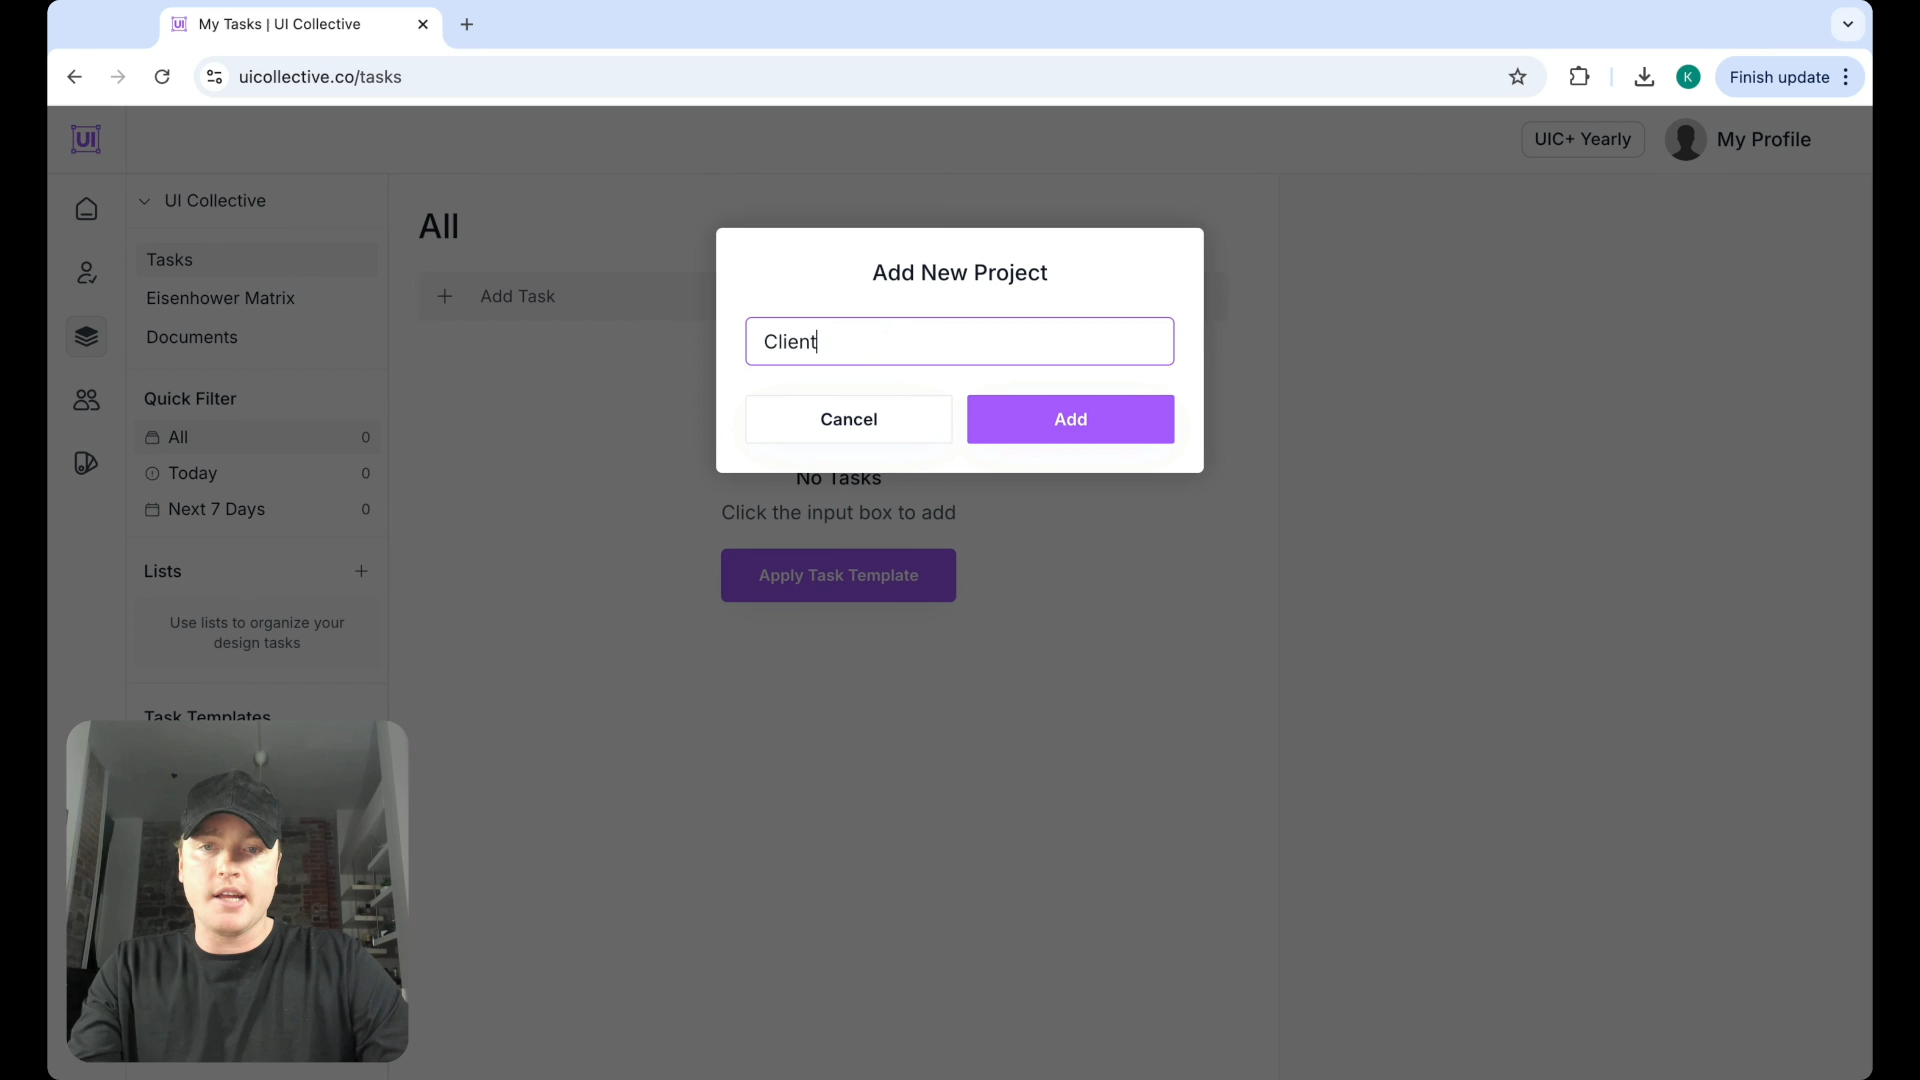 My Tasks | UI Collective
uicollective.co/tasks
K
Finish update
UI
UIC+ Yearly
My Profile
UI Collective
Tasks
Eisenhower Matrix
Documents
Quick Filter
All 0
Today 0
Next 7 Days 0
Lists
Use lists to organize your
design tasks
Task Templates
All
Add Task
Add New Project
Client
Cancel
Add
No Tasks
Click the input box to add
Apply Task Template